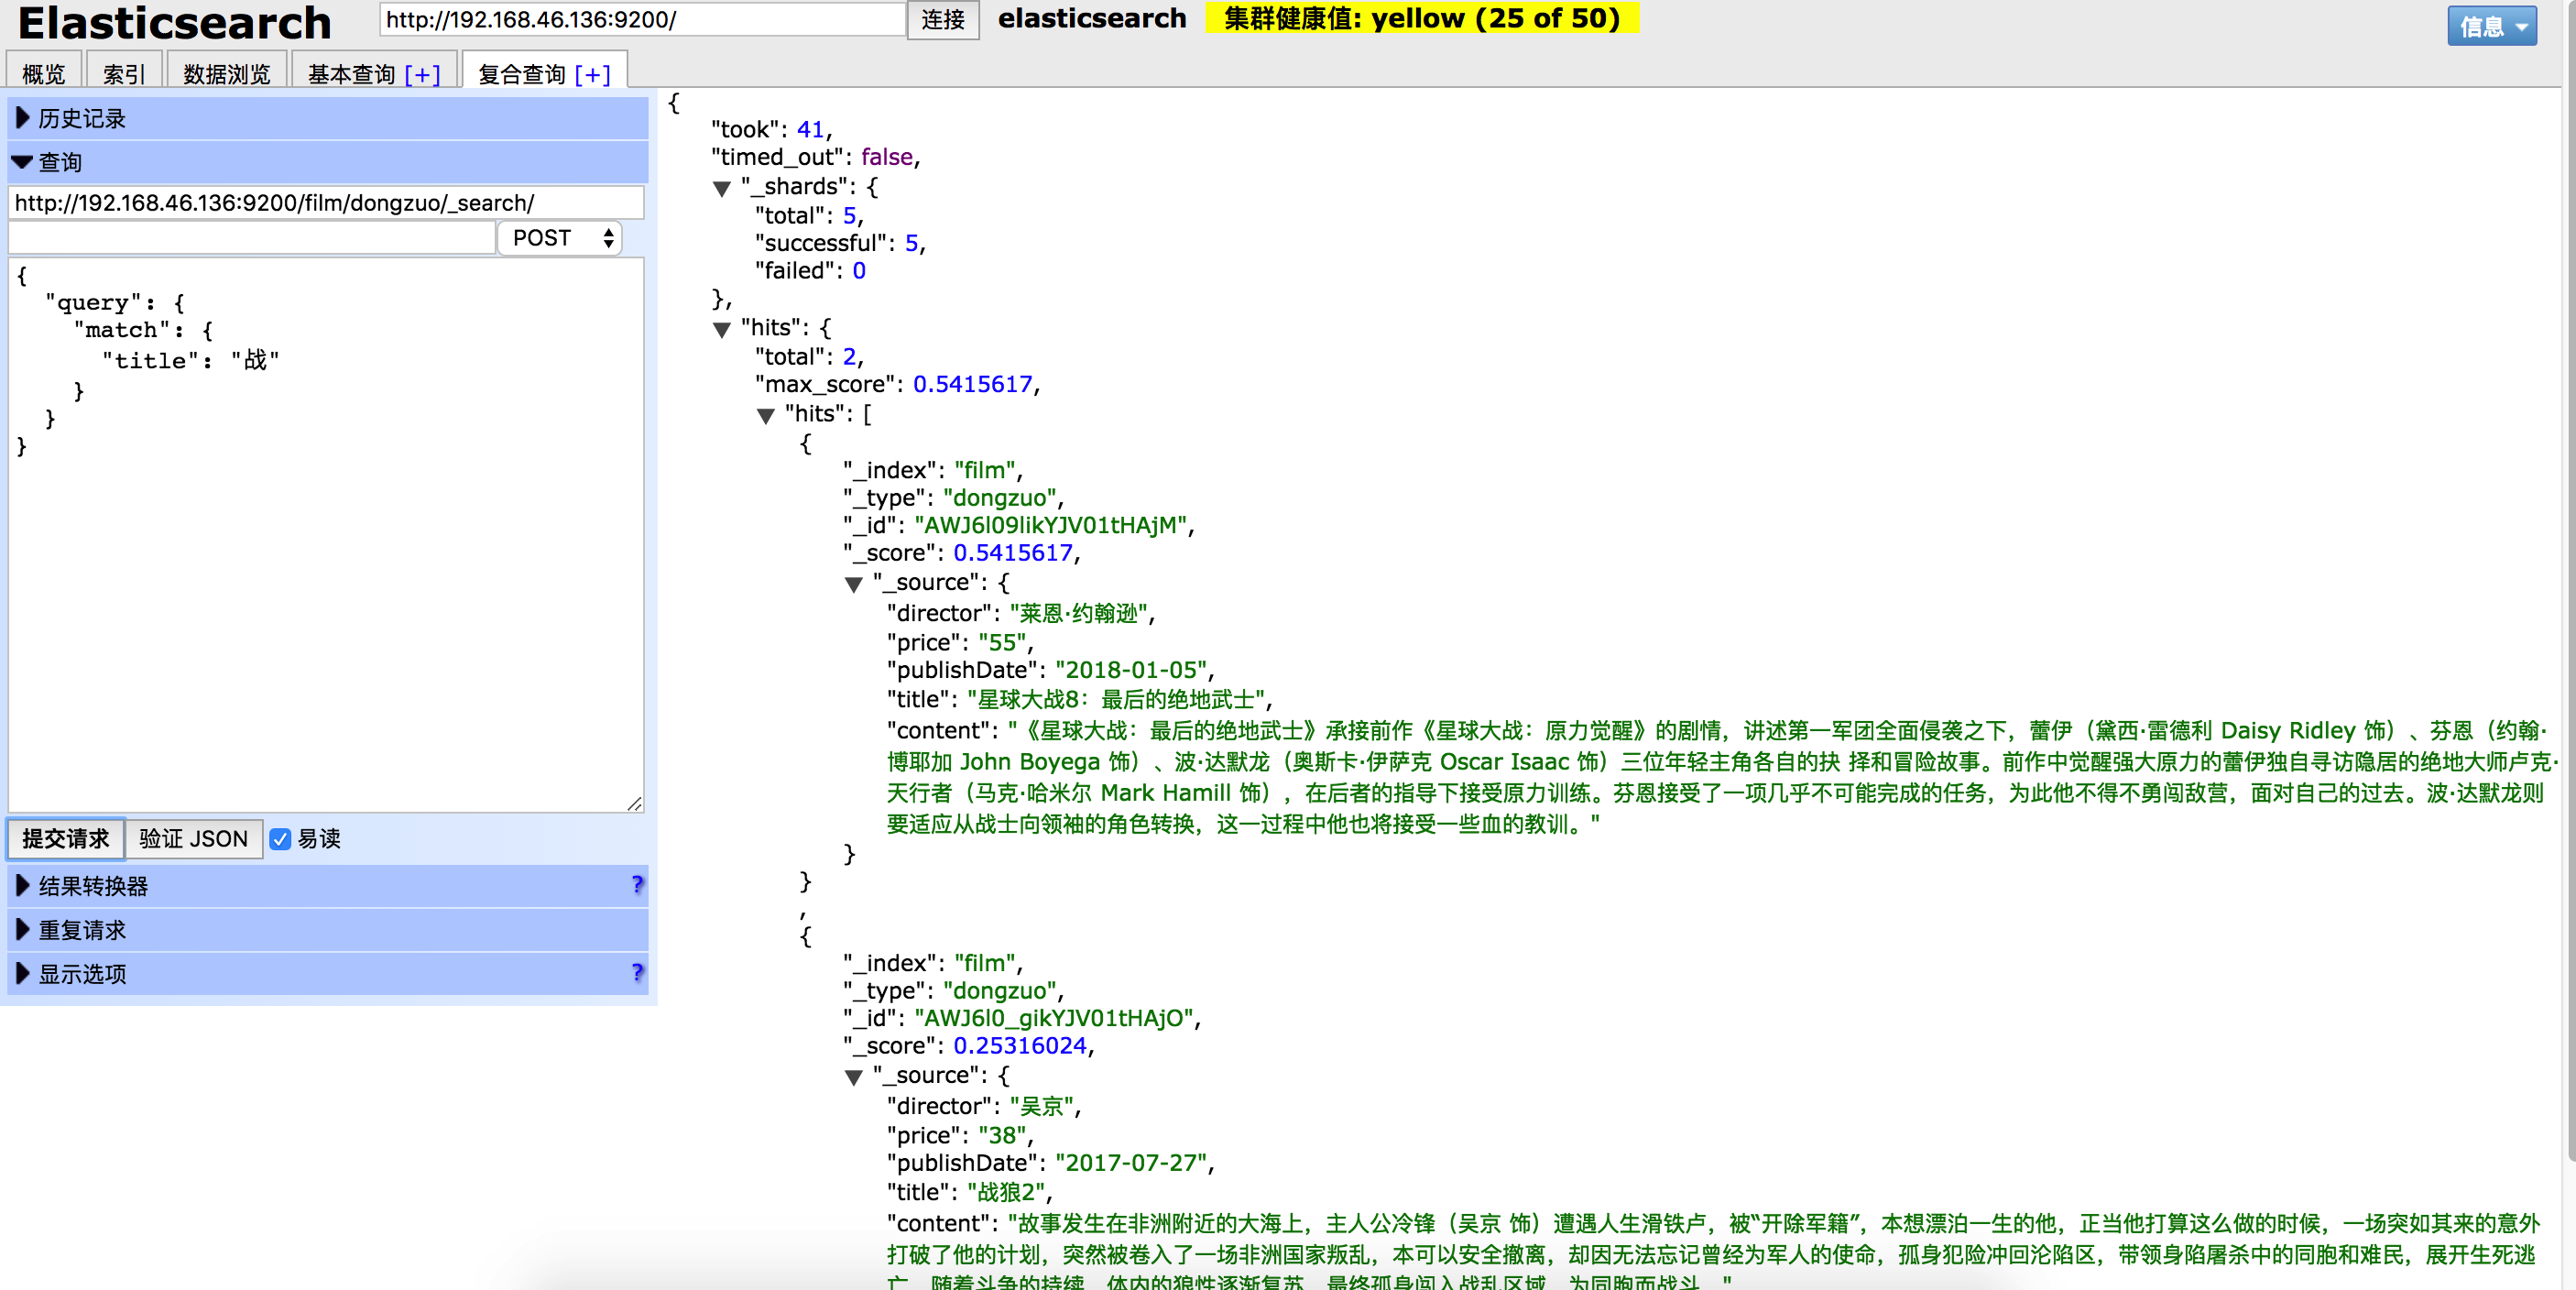 Elasticsearch
http://192.168.46.136:9200/ 连接 elasticsearch 集群健康值: yellow (25 of 50) 信息
概览 索引 数据浏览 基本查询 [+] 复合查询 [+]
历史记录
查询
http://192.168.46.136:9200/film/dongzuo/_search/
POST
{
"query": {
"match": {
"title": "战"
}
}
}
提交请求 验证 JSON 易读
结果转换器 ?
重复请求
显示选项 ?
{
"took": 41,
"timed_out": false,
"_shards": {
"total": 5,
"successful": 5,
"failed": 0
},
"hits": {
"total": 2,
"max_score": 0.5415617,
"hits": [
{
"_index": "film",
"_type": "dongzuo",
"_id": "AWJ6l09likYJV01tHAjM",
"_score": 0.5415617,
"_source": {
"director": "莱恩·约翰逊",
"price": "55",
"publishDate": "2018-01-05",
"title": "星球大战8：最后的绝地武士",
"content": "《星球大战：最后的绝地武士》承接前作《星球大战：原力觉醒》的剧情，讲述第一军团全面侵袭之下，蕾伊（黛西·雷德利 Daisy Ridley 饰）、芬恩（约翰·
博耶加 John Boyega 饰）、波·达默龙（奥斯卡·伊萨克 Oscar Isaac 饰）三位年轻主角各自的抉 择和冒险故事。前作中觉醒强大原力的蕾伊独自寻访隐居的绝地大师卢克·
天行者（马克·哈米尔 Mark Hamill 饰），在后者的指导下接受原力训练。芬恩接受了一项几乎不可能完成的任务，为此他不得不勇闯敌营，面对自己的过去。波·达默龙则
要适应从战士向领袖的角色转换，这一过程中他也将接受一些血的教训。"
}
}
,
{
"_index": "film",
"_type": "dongzuo",
"_id": "AWJ6l0_gikYJV01tHAjO",
"_score": 0.25316024,
"_source": {
"director": "吴京",
"price": "38",
"publishDate": "2017-07-27",
"title": "战狼2",
"content": "故事发生在非洲附近的大海上，主人公冷锋（吴京 饰）遭遇人生滑铁卢，被“开除军籍”，本想漂泊一生的他，正当他打算这么做的时候，一场突如其来的意外
打破了他的计划，突然被卷入了一场非洲国家叛乱，本可以安全撤离，却因无法忘记曾经为军人的使命，孤身犯险冲回沦陷区，带领身陷屠杀中的同胞和难民，展开生死逃
亡。随着斗争的持续，体内的狼性逐渐复苏，最终孤身闯入战乱区域，为同胞而战斗。"